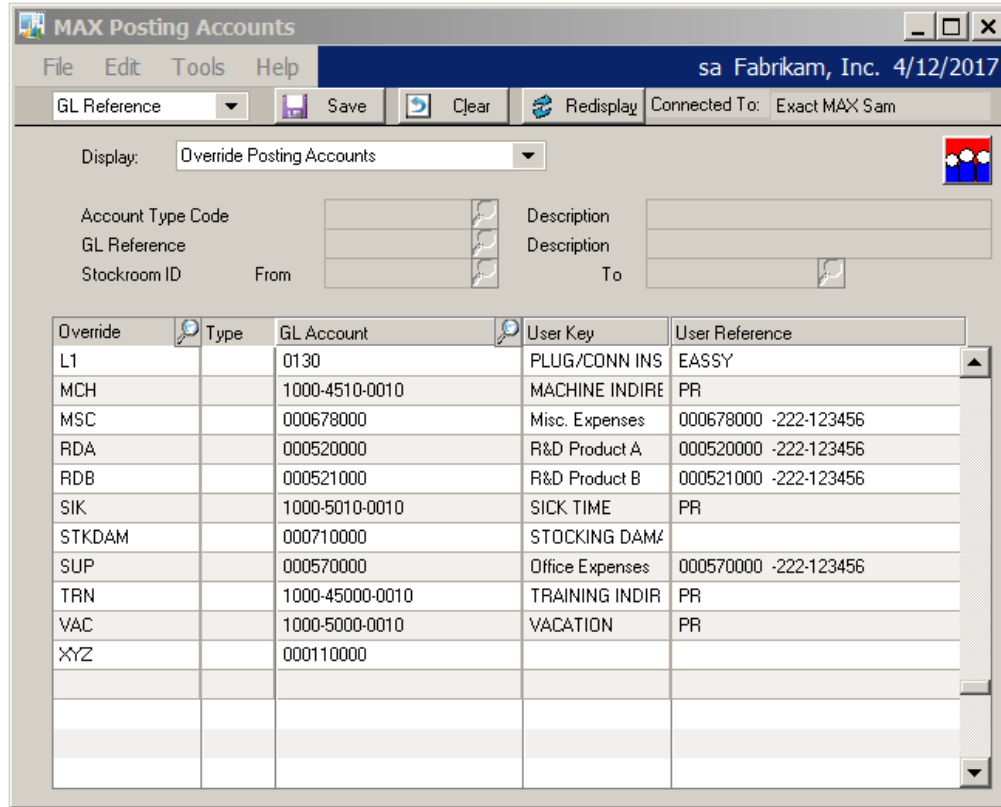 MAX Posting Accounts
File Edit Tools Help sa Fabrikam, Inc. 4/12/2017
GL Reference Save Clear Redisplay Connected To: Exact MAX Sam
Display: Override Posting Accounts
Account Type Code Description
GL Reference Description
Stockroom ID From To
Override Type GL Account User Key User Reference
L1 0130 PLUG/CONN INS EASSY
MCH 1000-4510-0010 MACHINE INDIRE PR
MSC 000678000 Misc. Expenses 000678000 -222-123456
RDA 000520000 R&D Product A 000520000 -222-123456
RDB 000521000 R&D Product B 000521000 -222-123456
SIK 1000-5010-0010 SICK TIME PR
STKDAM 000710000 STOCKING DAMA
SUP 000570000 Office Expenses 000570000 -222-123456
TRN 1000-45000-0010 TRAINING INDIR PR
VAC 1000-5000-0010 VACATION PR
XYZ 000110000